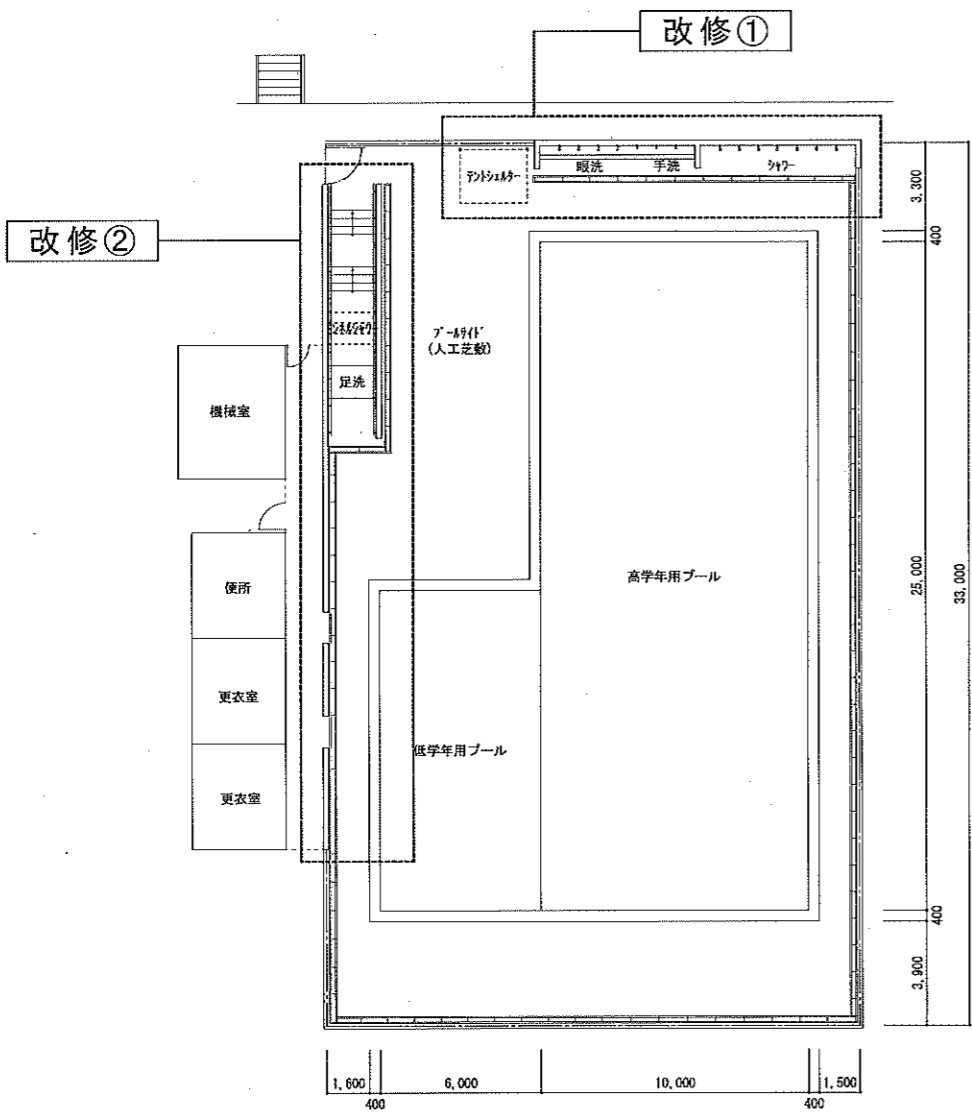 改修①
改修②
テントシェルター
眼洗
手洗
シャワー
プールサイド
(人工芝敷)
足洗
機械室
便所
更衣室
更衣室
高学年用プール
低学年用プール
3,300
400
25,000
33,000
400
3,900
1,600
6,000
10,000
1,500
400
400